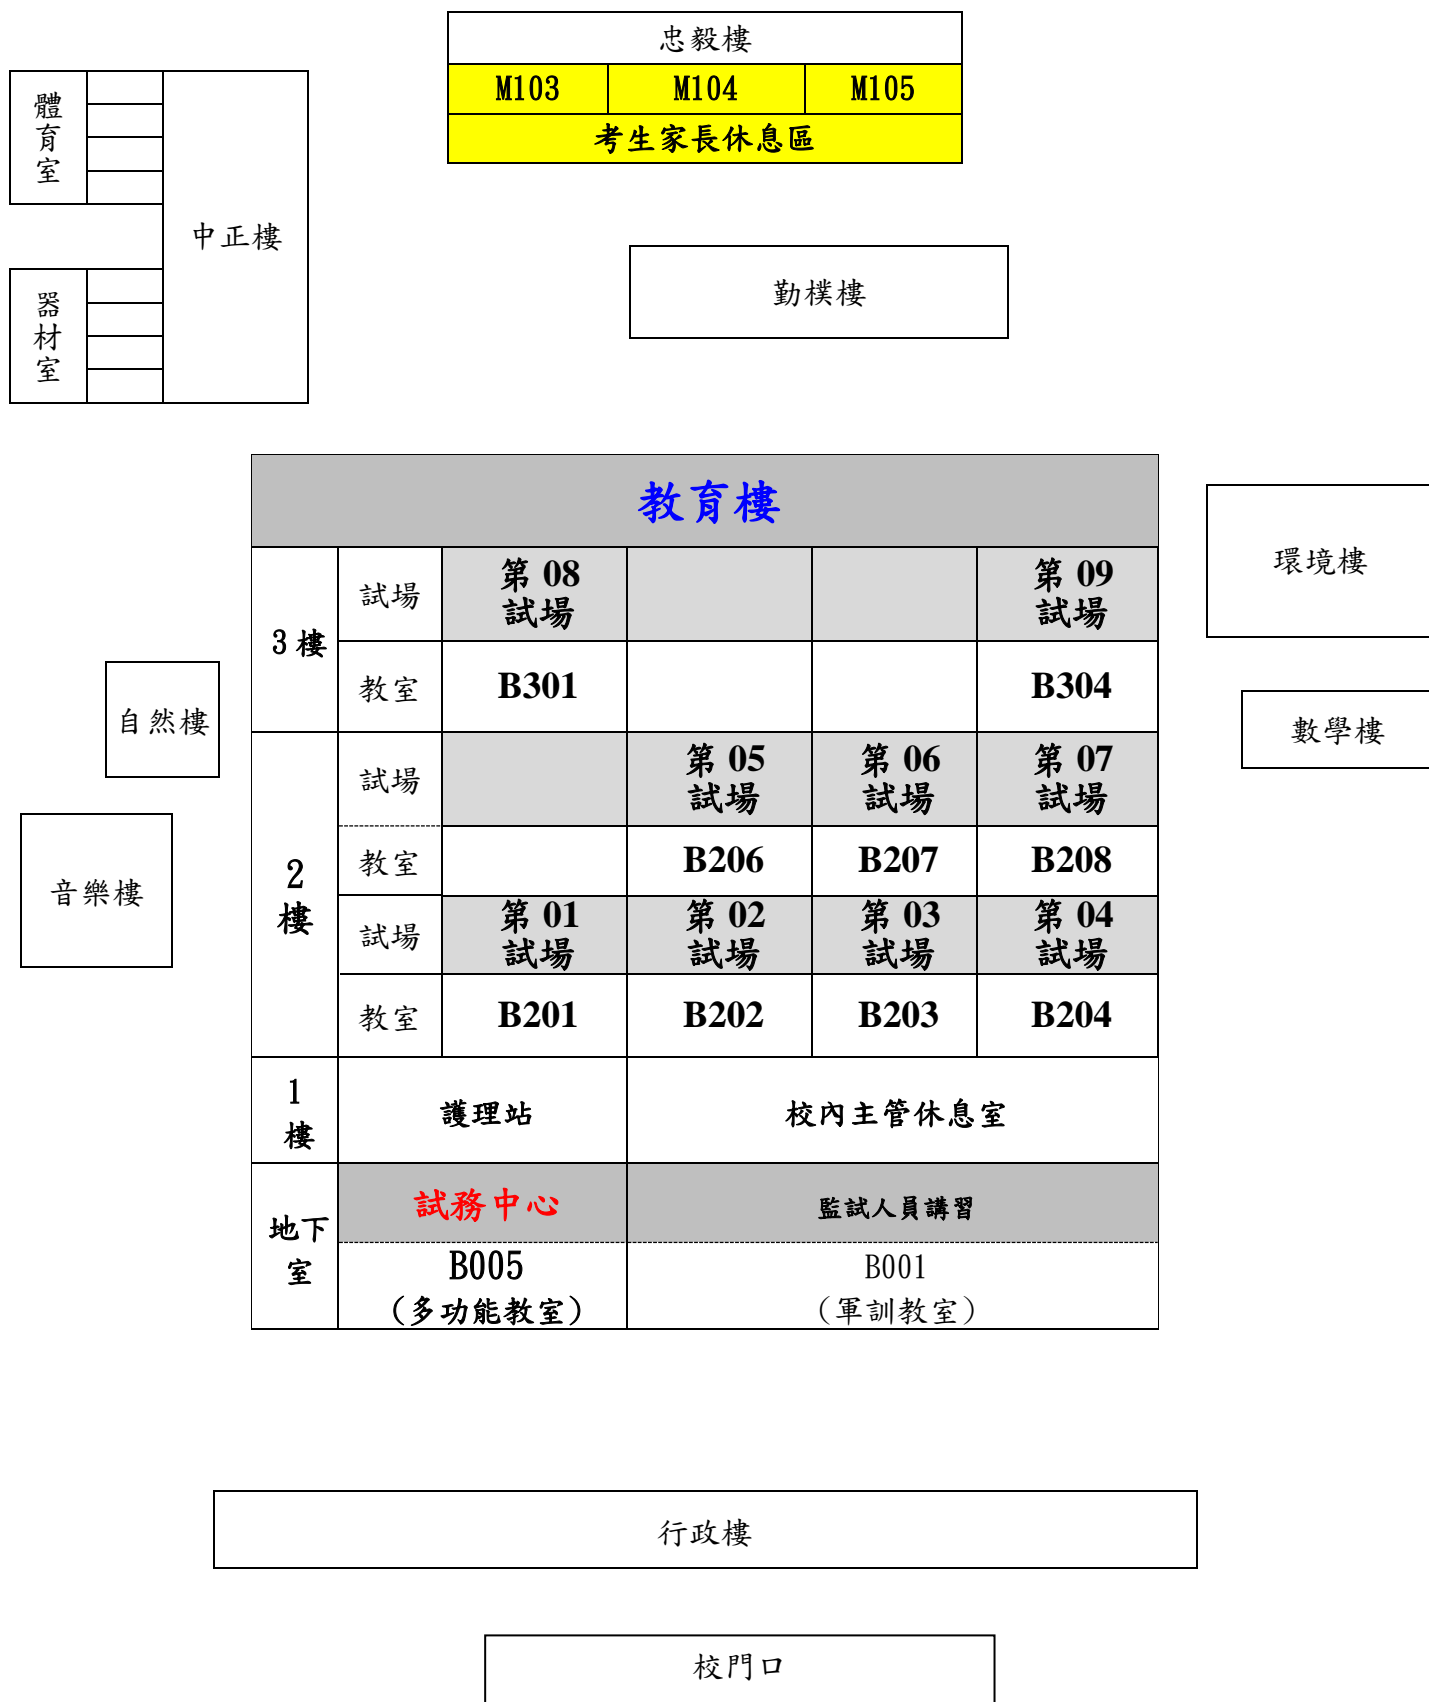 忠毅樓
M103 M104 M105
考生家長休息區
體育室
中正樓
器材室
勤樸樓
教育樓
3樓
試場 第 08 試場 第 09 試場
教室 B301 B304
2樓
試場 第 05 試場 第 06 試場 第 07 試場
教室 B206 B207 B208
試場 第 01 試場 第 02 試場 第 03 試場 第 04 試場
教室 B201 B202 B203 B204
1樓
護理站 校內主管休息室
地下室
試務中心 監試人員講習
B005 B001
(多功能教室) (軍訓教室)
環境樓
數學樓
自然樓
音樂樓
行政樓
校門口